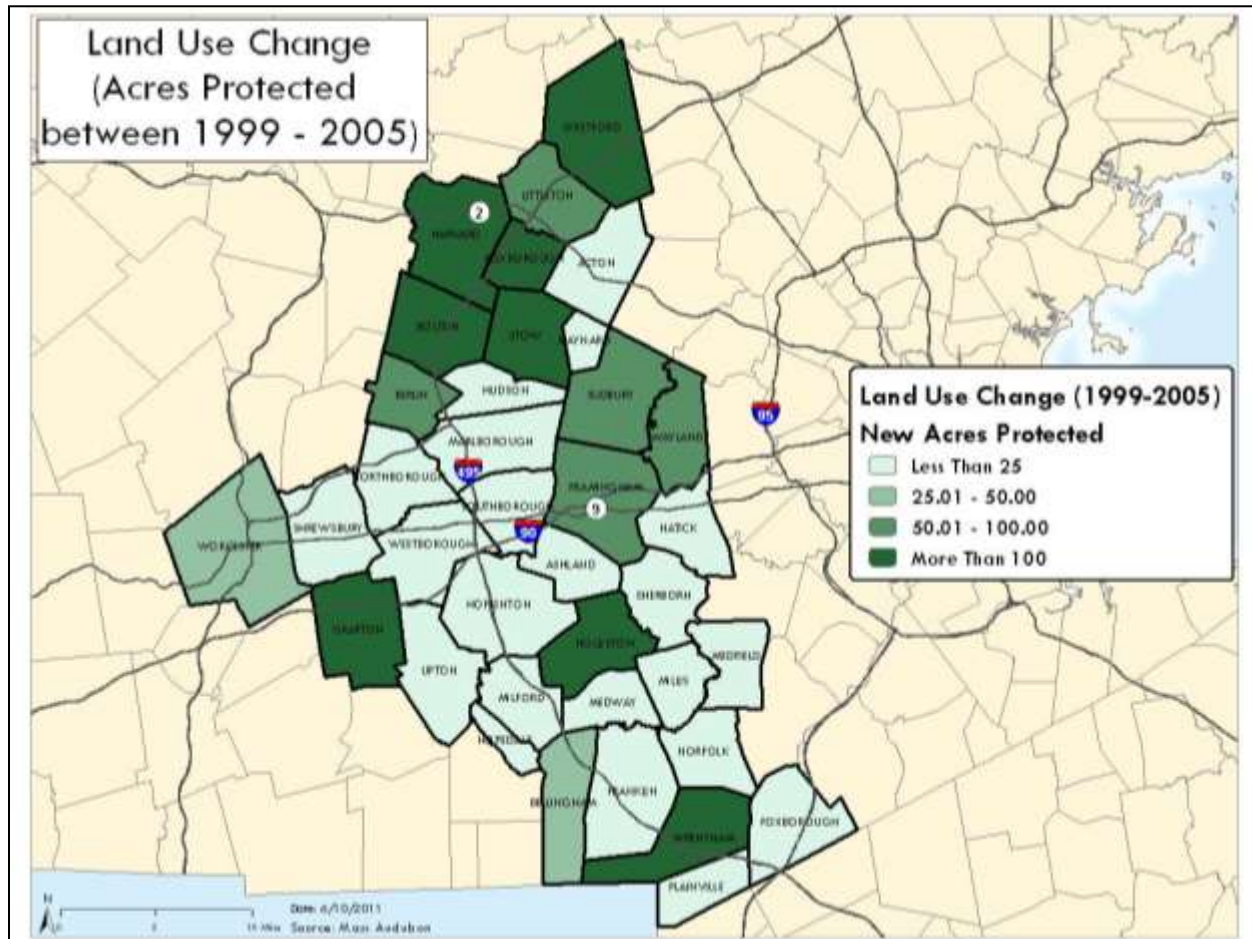 Land Use Change
(Acres Protected
between 1999 - 2005)
WESTFORD
LITTLETON
2
HARVARD
BOXBOROUGH
ACTON
BOLTON
STOW
MAYNARD
BERLIN
HUDSON
SUDBURY
WAYLAND
MARLBOROUGH
495
NORTHBOROUGH
SOUTHBOROUGH
FRAMINGHAM
9
95
Land Use Change (1999-2005)
New Acres Protected
Less Than 25
25.01 - 50.00
50.01 - 100.00
More Than 100
SHREWSBURY
WORCESTER
WESTBOROUGH
90
NATICK
ASHLAND
HOPKINTON
SHERBORN
GRAFTON
HOLLISTON
UPTON
MEDFIELD
MILLIS
MILFORD
MEDWAY
HOPEDALE
NORFOLK
BELLINGHAM
FRANKLIN
WRENTHAM
FOXBOROUGH
PLAINVILLE
N
Date: 6/10/2011
Source: Mass Audubon